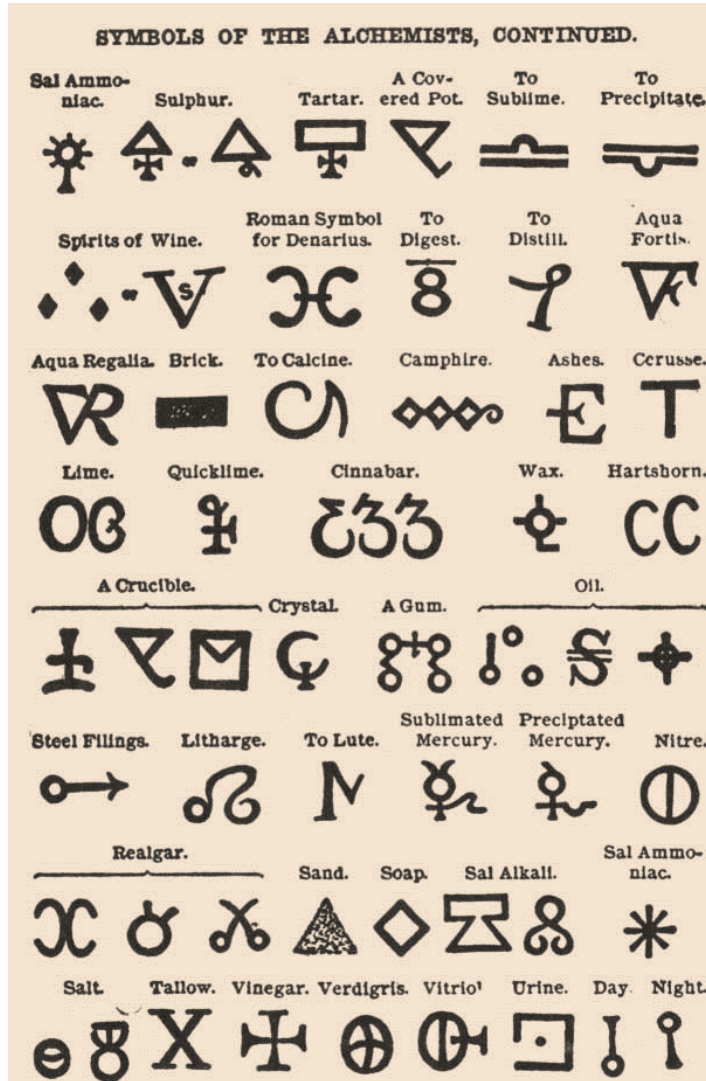 SYMBOLS OF THE ALCHEMISTS, CONTINUED.
Sal Ammo-
niac.
Sulphur.
Tartar.
A Cov-
ered Pot.
To
Sublime.
To
Precipitate.
Spirits of Wine.
Roman Symbol
for Denarius.
To
Digest.
To
Distill.
Aqua
Fortis.
Aqua Regalia. Brick. To Calcine. Camphire. Ashes. Cerusse.
Lime. Quicklime. Cinnabar. Wax. Hartshorn.
A Crucible.
Crystal.
A Gum.
Oil.
Steel Filings. Litharge. To Lute.
Sublimated
Mercury.
Preciptated
Mercury.
Nitre.
Realgar.
Sand. Soap. Sal Alkali.
Sal Ammo-
niac.
Salt. Tallow. Vinegar. Verdigris. Vitriol Urine. Day. Night.